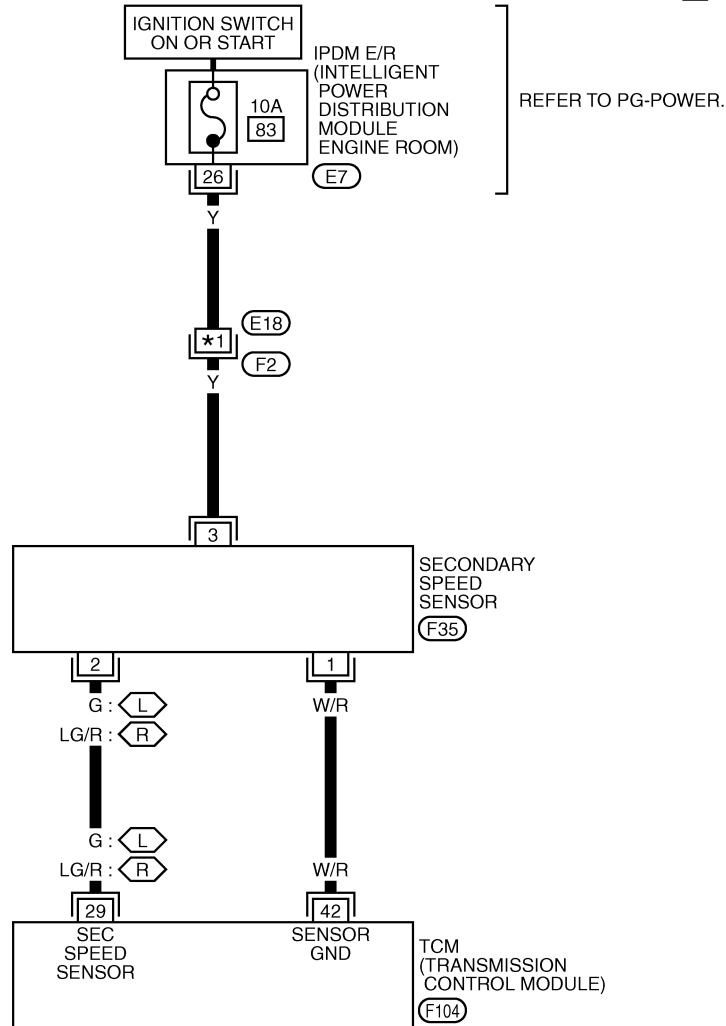 IGNITION SWITCH
ON OR START
IPDM E/R
(INTELLIGENT
POWER
DISTRIBUTION
MODULE
ENGINE ROOM)
10A
83
REFER TO PG-POWER.
26
E7
Y
E18
*1
F2
Y
3
SECONDARY
SPEED
SENSOR
F35
2
1
G : L
W/R
LG/R : R
G : L
LG/R : R
W/R
29
42
SEC
SPEED
SENSOR
SENSOR
GND
TCM
(TRANSMISSION
CONTROL MODULE)
F104